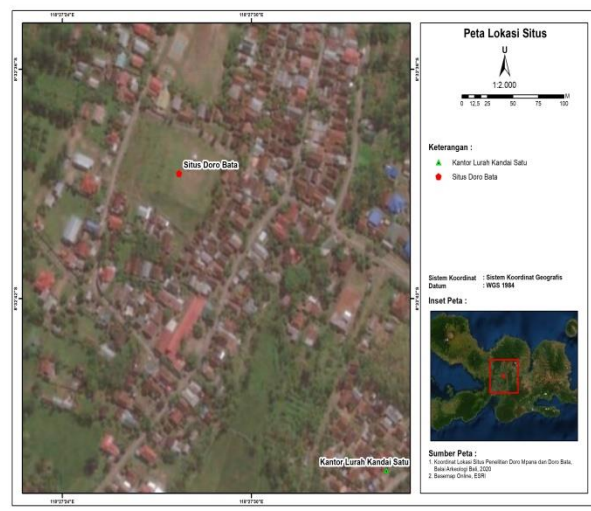 Peta Lokasi Situs
U
1:2.000
M
0 12,5 25 50 75 100
Keterangan :
Kantor Lurah Kandai Satu
Situs Doro Bata
Sistem Koordinat : Sistem Koordinat Geografis
Datum : WGS 1984
Inset Peta :
Sumber Peta :
1. Koordinat Lokasi Situs Penelitian Doro Mpana dan Doro Bata,
Balai Arkeologi Bali, 2020
2. Basemap Online, ESRI
Situs Doro Bata
Kantor Lurah Kandai Satu